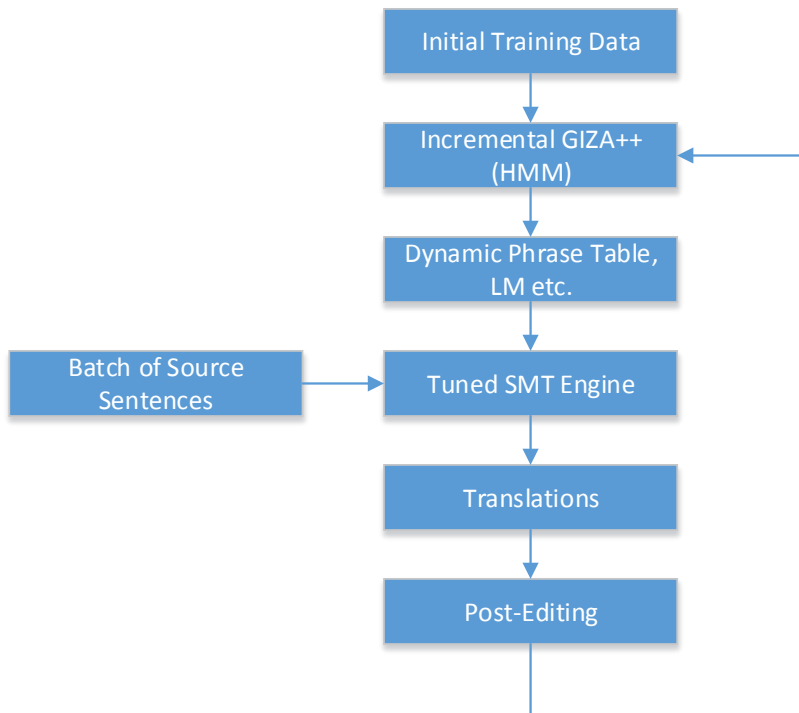 Initial Training Data
Incremental GIZA++
(HMM)
Dynamic Phrase Table,
LM etc.
Batch of Source
Sentences
Tuned SMT Engine
Translations
Post-Editing